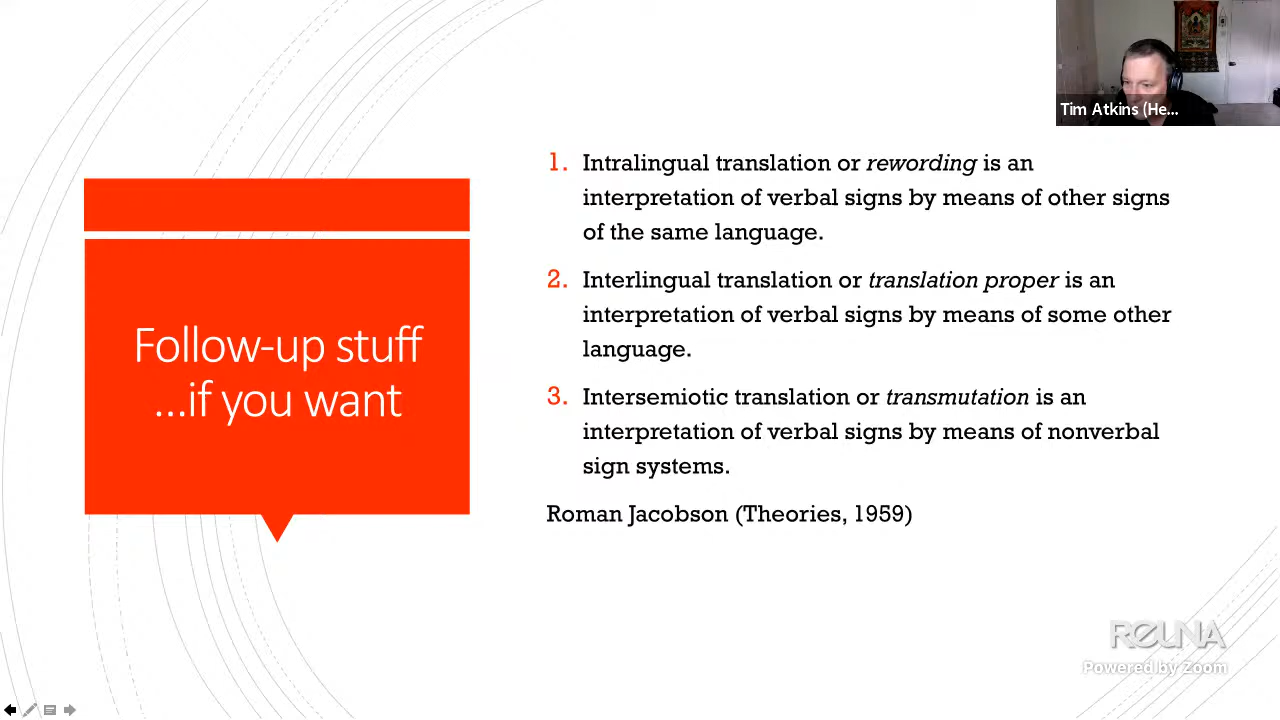 Tim Atkins (He...
Follow-up stuff
...if you want
1. Intralingual translation or rewording is an
interpretation of verbal signs by means of other signs
of the same language.
2. Interlingual translation or translation proper is an
interpretation of verbal signs by means of some other
language.
3. Intersemiotic translation or transmutation is an
interpretation of verbal signs by means of nonverbal
sign systems.
Roman Jacobson (Theories, 1959)
RELNA
Powered by Zoom